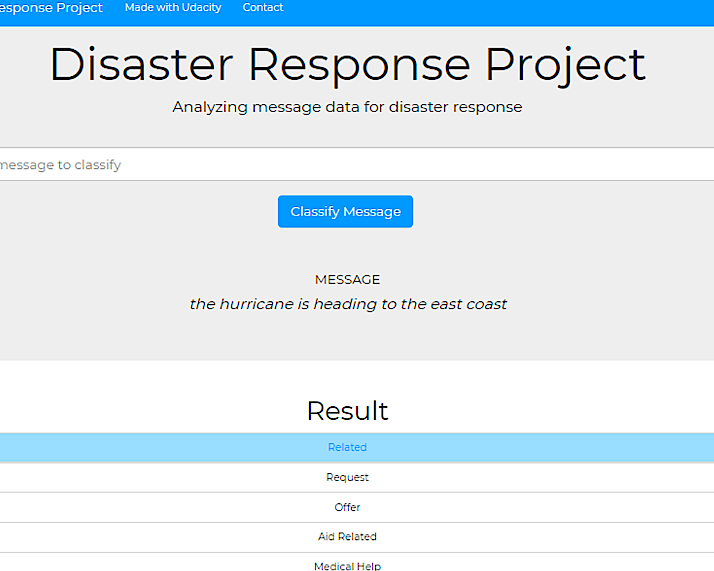 esponse Project Made with Udacity Contact
Disaster Response Project
Analyzing message data for disaster response
message to classify
Classify Message
MESSAGE
the hurricane is heading to the east coast
Result
Related
Request
Offer
Aid Related
Medical Help